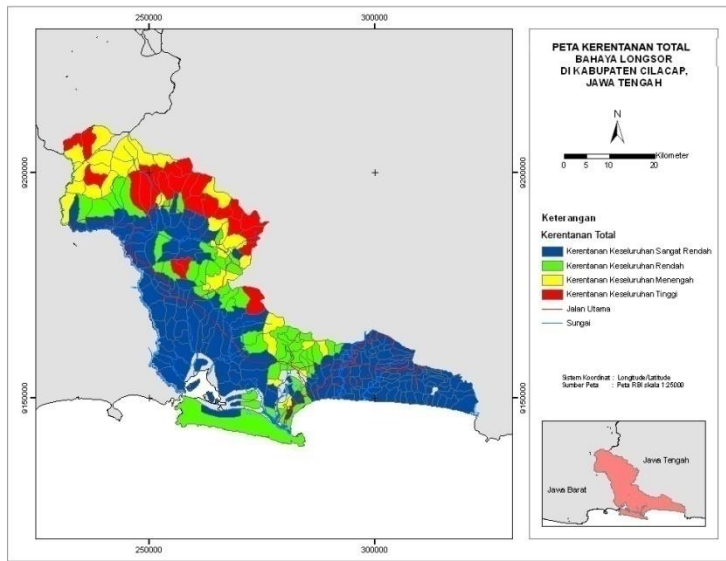 250000 300000
PETA KERENTANAN TOTAL
BAHAYA LONGSOR
DI KABUPATEN CILACAP,
JAWA TENGAH
N
Kilometer
0 5 10 20
Keterangan
Kerentanan Total
Kerentanan Keseluruhan Sangat Rendah
Kerentanan Keseluruhan Rendah
Kerentanan Keseluruhan Menengah
Kerentanan Keseluruhan Tinggi
Jalan Utama
Sungai
Sistem Koordinat : Longitude/Latitude
Sumber Peta : Peta RBI skala 1:25000
Jawa Tengah
Jawa Barat
9200000 9200000
9150000 9150000
250000 300000